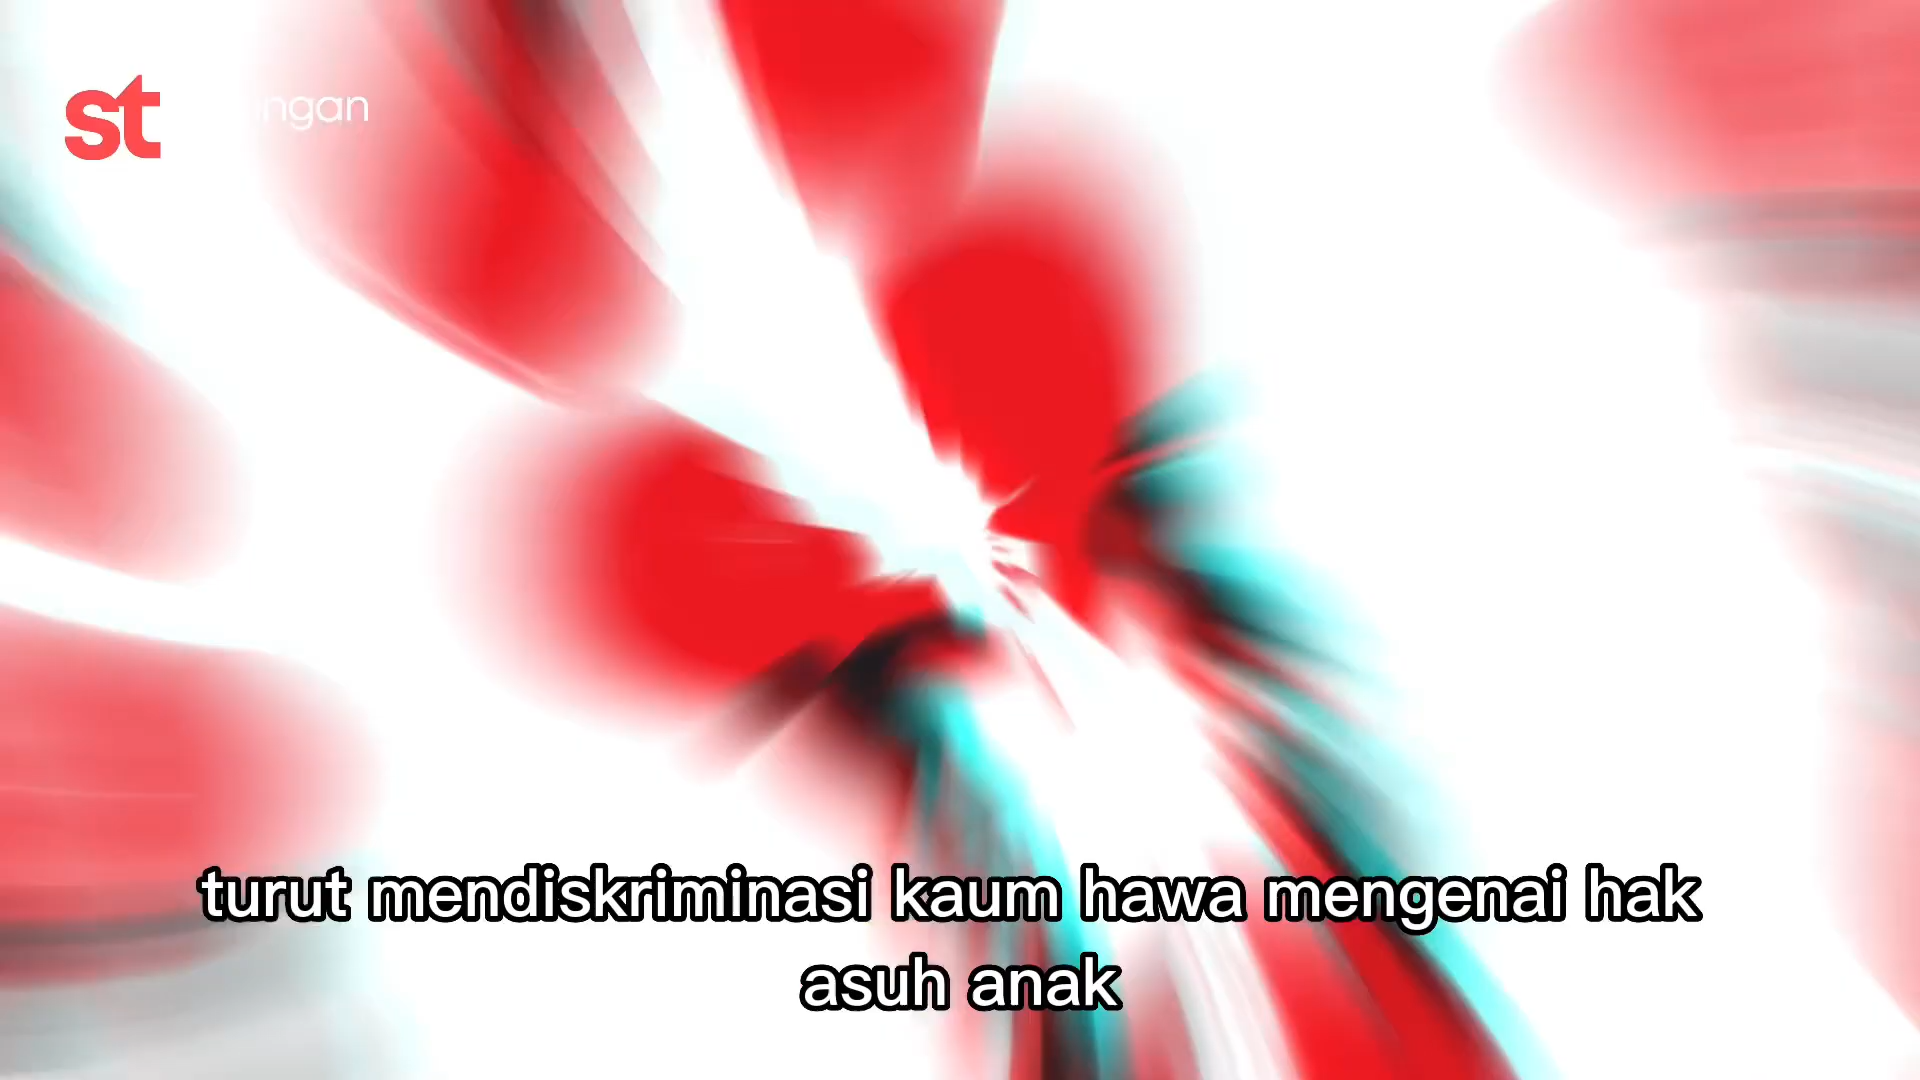 st
turut mendiskriminasi kaum hawa mengenai hak
asuh anak